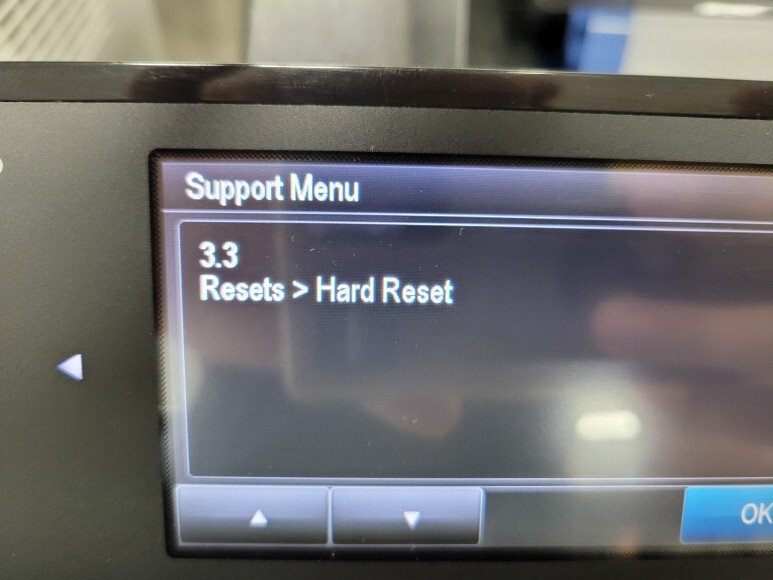 Support Menu
3.3
Resets > Hard Reset
OK